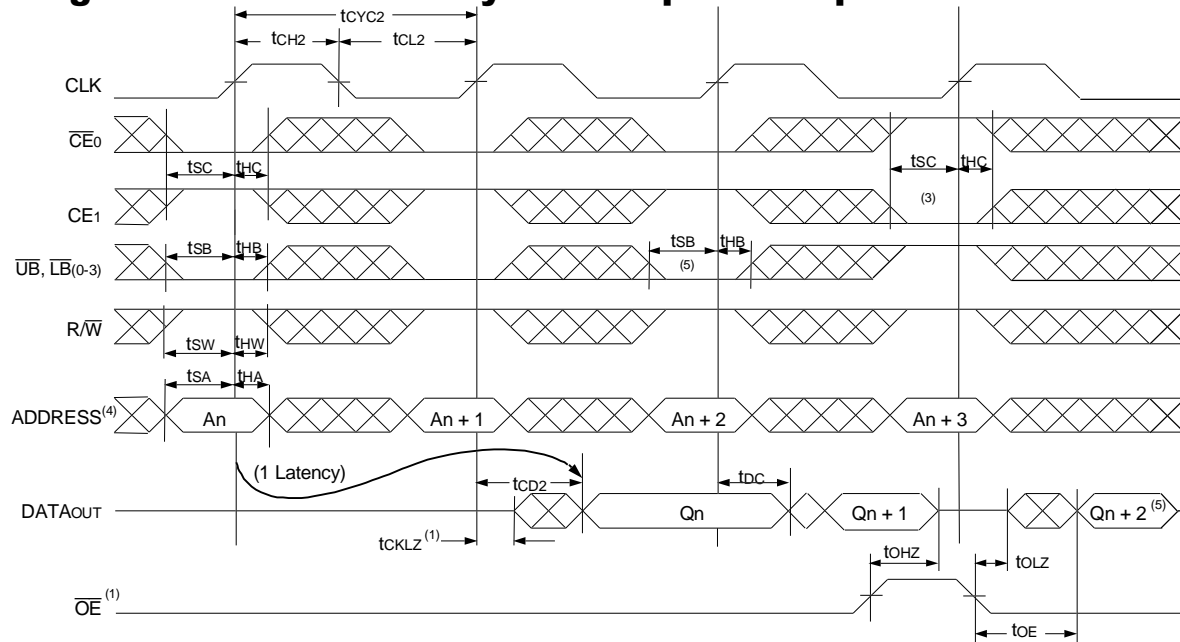 tCYC2
tCH2 tCL2
CLK
CE0
tSC tHC tSC tHC
(3)
CE1
tSB tHB tSB tHB
UB, LB(0-3) (5)
R/W
tSW tHW
tSA tHA
ADDRESS(4) An An + 1 An + 2 An + 3
(1 Latency) tCD2 tDC
DATAOUT Qn Qn + 1 Qn + 2 (5)
tCKLZ (1)
tOHZ tOLZ
OE (1)
tOE